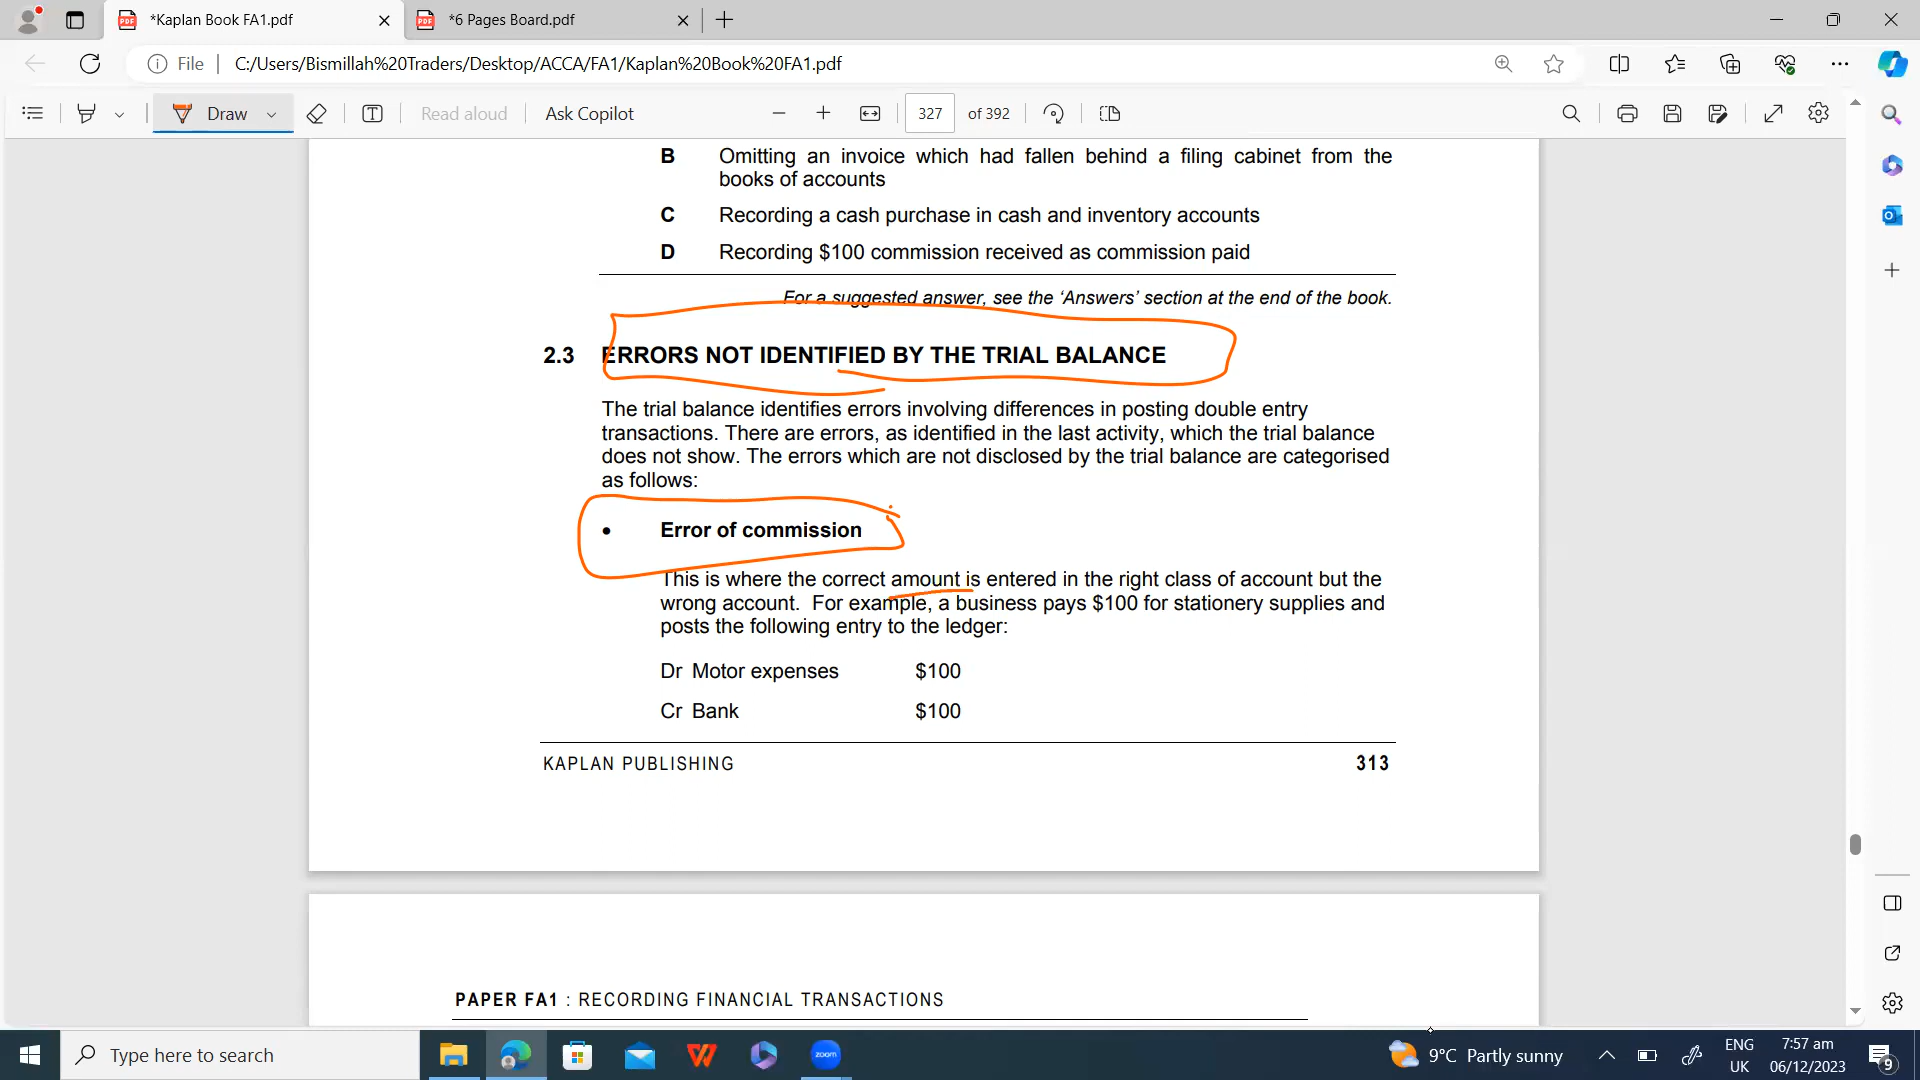 *Kaplan Book FA1.pdf
*6 Pages Board.pdf
File
C:/Users/Bismillah%20Traders/Desktop/ACCA/FA1/Kaplan%20Book%20FA1.pdf
Draw
Read aloud
Ask Copilot
327 of 392
B Omitting an invoice which had fallen behind a filing cabinet from the
books of accounts
C Recording a cash purchase in cash and inventory accounts
D Recording $100 commission received as commission paid
For a suggested answer, see the ‘Answers’ section at the end of the book.
2.3 ERRORS NOT IDENTIFIED BY THE TRIAL BALANCE
The trial balance identifies errors involving differences in posting double entry
transactions. There are errors, as identified in the last activity, which the trial balance
does not show. The errors which are not disclosed by the trial balance are categorised
as follows:
• Error of commission
This is where the correct amount is entered in the right class of account but the
wrong account. For example, a business pays $100 for stationery supplies and
posts the following entry to the ledger:
Dr Motor expenses $100
Cr Bank $100
KAPLAN PUBLISHING 313
PAPER FA1 : RECORDING FINANCIAL TRANSACTIONS
Type here to search
zoom
9°C Partly sunny
ENG
UK
7:57 am
06/12/2023
9